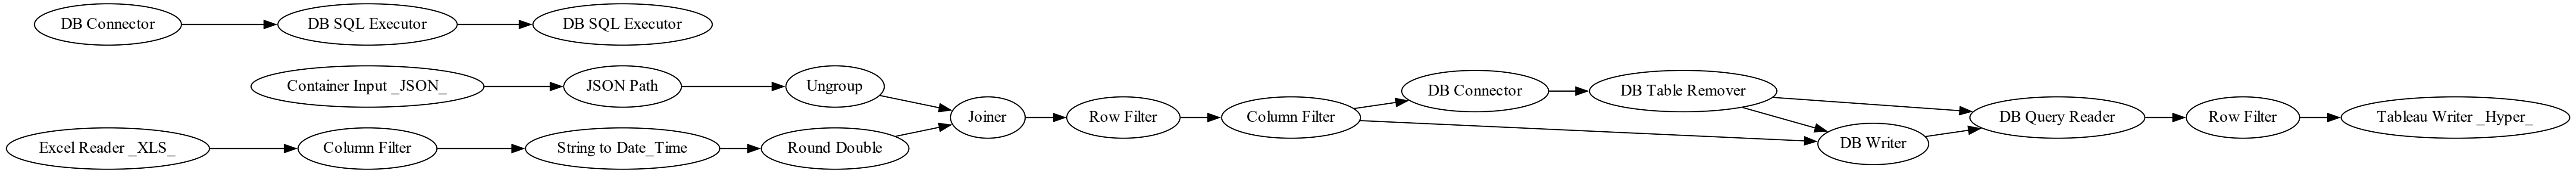 DB Connector
DB SQL Executor
DB SQL Executor
Container Input _JSON_
JSON Path
Ungroup
Excel Reader _XLS_
Column Filter
String to Date_Time
Round Double
Joiner
Row Filter
Column Filter
DB Connector
DB Table Remover
DB Writer
DB Query Reader
Row Filter
Tableau Writer _Hyper_